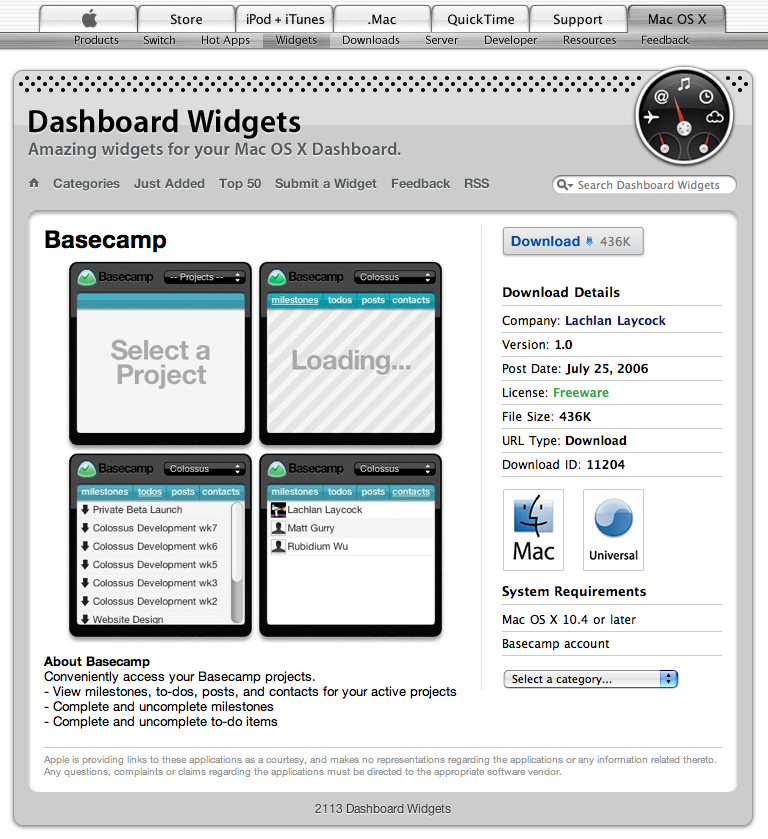 Store iPod + iTunes .Mac QuickTime Support Mac OS X
Products Switch Hot Apps Widgets Downloads Server Developer Resources Feedback
Dashboard Widgets
Amazing widgets for your Mac OS X Dashboard.
Categories Just Added Top 50 Submit a Widget Feedback RSS
Search Dashboard Widgets
Basecamp
Basecamp -- Projects --
Select a
Project
Basecamp Colossus
milestones todos posts contacts
Loading...
Basecamp Colossus
milestones todos posts contacts
Private Beta Launch
Colossus Development wk7
Colossus Development wk6
Colossus Development wk5
Colossus Development wk3
Colossus Development wk2
Website Design
Basecamp Colossus
milestones todos posts contacts
Lachlan Laycock
Matt Gurry
Rubidium Wu
About Basecamp
Conveniently access your Basecamp projects.
- View milestones, to-dos, posts, and contacts for your active projects
- Complete and uncomplete milestones
- Complete and uncomplete to-do items
Download 436K
Download Details
Company: Lachlan Laycock
Version: 1.0
Post Date: July 25, 2006
License: Freeware
File Size: 436K
URL Type: Download
Download ID: 11204
Mac
Universal
System Requirements
Mac OS X 10.4 or later
Basecamp account
Select a category...
Apple is providing links to these applications as a courtesy, and makes no representations regarding the applications or any information related thereto.
Any questions, complaints or claims regarding the applications must be directed to the appropriate software vendor.
2113 Dashboard Widgets